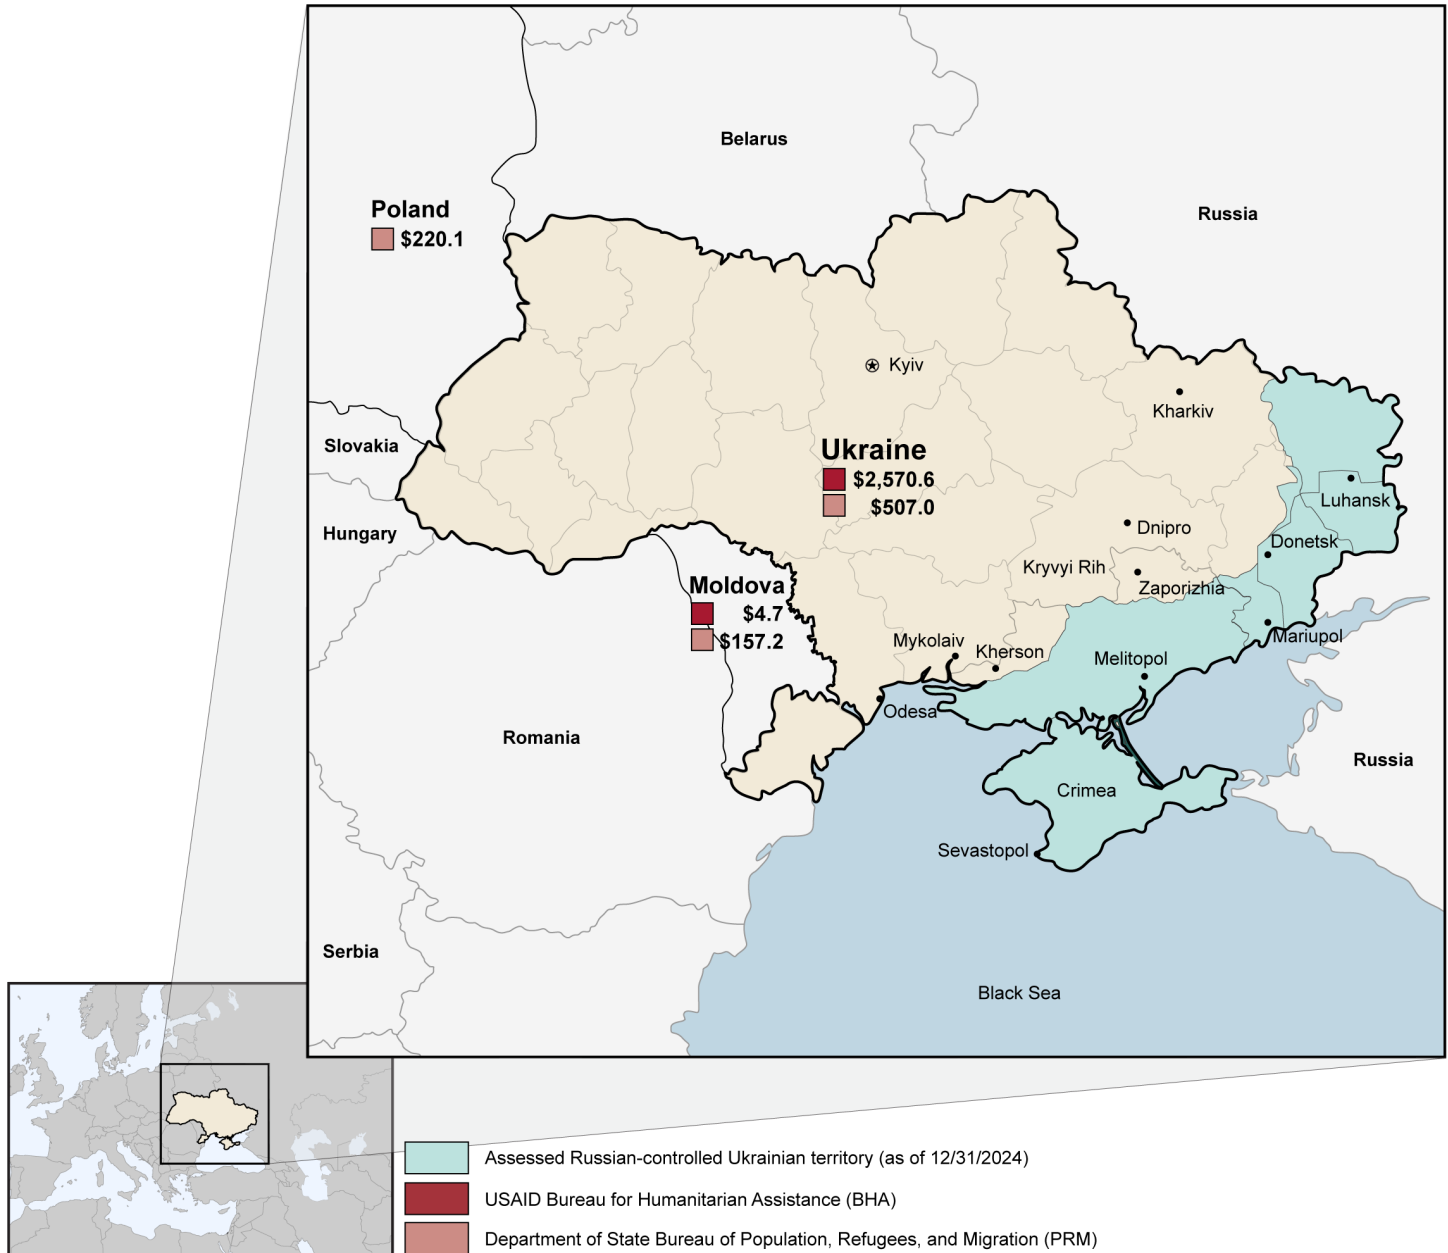 Belarus
Poland
$220.1
Russia
Kyiv
Kharkiv
Slovakia
Ukraine
$2,570.6
$507.0
Luhansk
Hungary
Dnipro
Donetsk
Kryvyi Rih
Zaporizhia
Moldova
$4.7
$157.2
Mykolaiv
Kherson
Mariupol
Melitopol
Odesa
Romania
Russia
Crimea
Sevastopol
Serbia
Black Sea
Assessed Russian-controlled Ukrainian territory (as of 12/31/2024)
USAID Bureau for Humanitarian Assistance (BHA)
Department of State Bureau of Population, Refugees, and Migration (PRM)